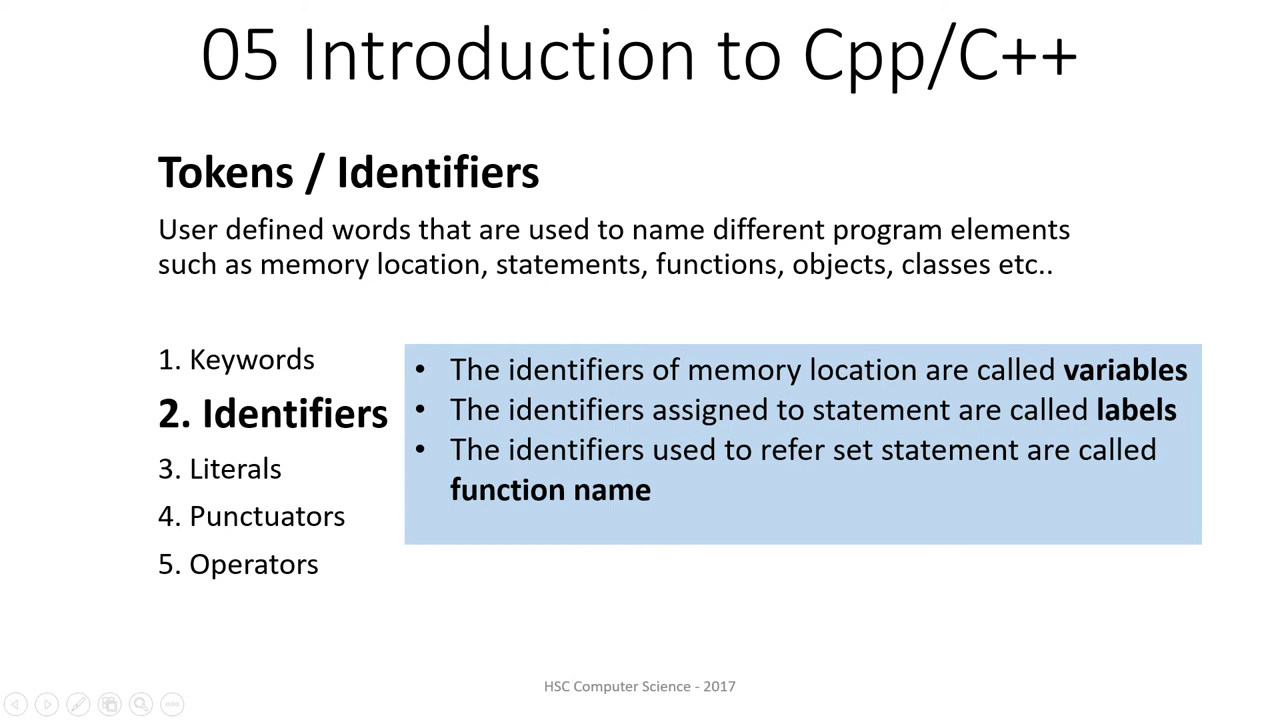 05 Introduction to Cpp/C++
Tokens / Identifiers
User defined words that are used to name different program elements
such as memory location, statements, functions, objects, classes etc..
1. Keywords
2. Identifiers
3. Literals
4. Punctuators
5. Operators
• The identifiers of memory location are called variables
• The identifiers assigned to statement are called labels
• The identifiers used to refer set statement are called
function name
HSC Computer Science - 2017